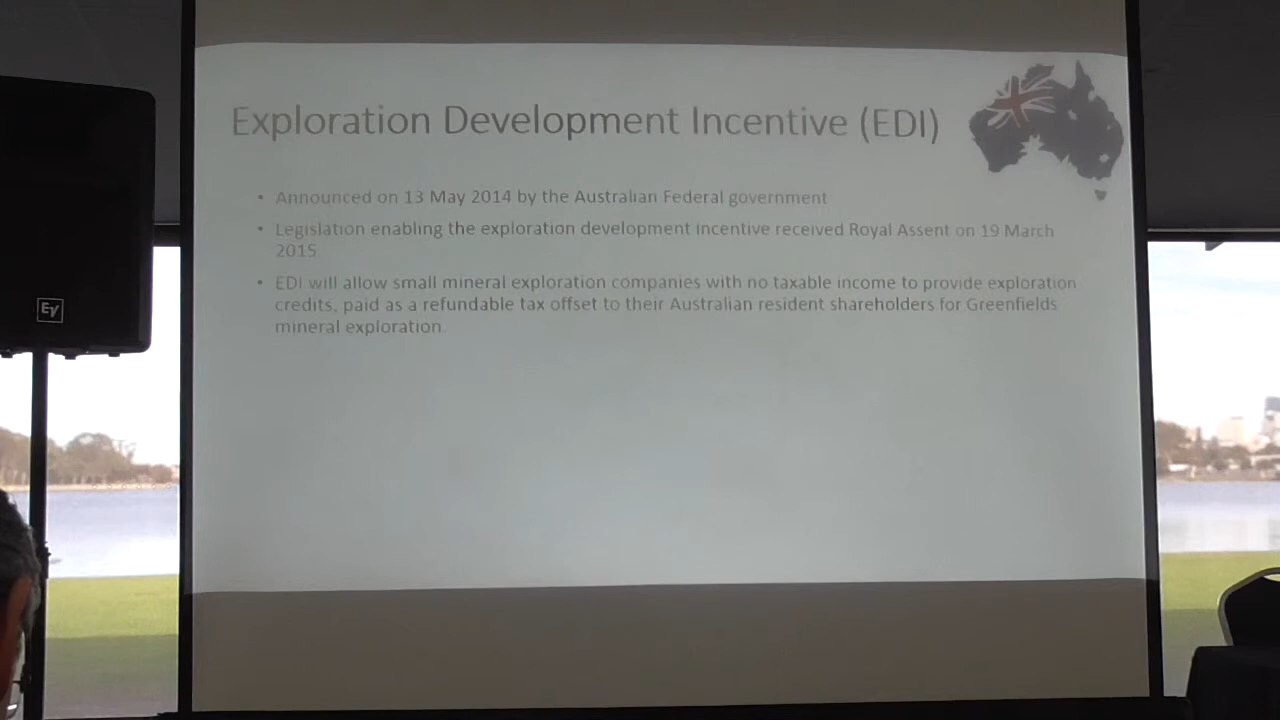 Exploration Development Incentive (EDI)
• Announced on 13 May 2014 by the Australian Federal government
• Legislation enabling the exploration development incentive received Royal Assent on 19 March
2015
• EDI will allow small mineral exploration companies with no taxable income to provide exploration
credits, paid as a refundable tax offset to their Australian resident shareholders for Greenfields
mineral exploration.
EV